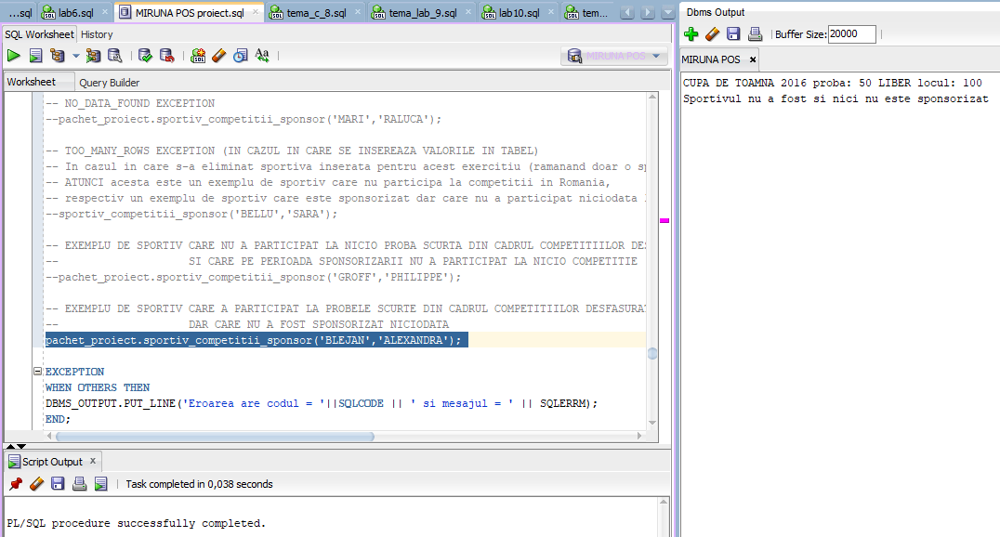 ...sql lab6.sql MIRUNA POS proiect.sql tema_c_8.sql tema_lab_9.sql lab10.sql tem...
SQL Worksheet History
MIRUNA POS
Worksheet Query Builder
-- NO_DATA_FOUND EXCEPTION
--pachet_proiect.sportiv_competitii_sponsor('MARI','RALUCA');
-- TOO_MANY_ROWS EXCEPTION (IN CAZUL IN CARE SE INSEREAZA VALORILE IN TABEL)
-- In cazul in care s-a eliminat sportiva inserata pentru acest exercitiu (ramanand doar o sp
-- ATUNCI acesta este un exemplu de sportiv care nu participa la competitii in Romania,
-- respectiv un exemplu de sportiv care este sponsorizat dar care nu a participat niciodata
--sportiv_competitii_sponsor('BELLU','SARA');
-- EXEMPLU DE SPORTIV CARE NU A PARTICIPAT LA NICIO PROBA SCURTA DIN CADRUL COMPETITIILOR DES
-- SI CARE PE PERIOADA SPONSORIZARII NU A PARTICIPAT LA NICIO COMPETITIE
--pachet_proiect.sportiv_competitii_sponsor('GROFF','PHILIPPE');
-- EXEMPLU DE SPORTIV CARE A PARTICIPAT LA PROBELE SCURTE DIN CADRUL COMPETITIILOR DESFASURAT
-- DAR CARE NU A FOST SPONSORIZAT NICIODATA
pachet_proiect.sportiv_competitii_sponsor('BLEJAN','ALEXANDRA');
EXCEPTION
WHEN OTHERS THEN
DBMS_OUTPUT.PUT_LINE('Eroarea are codul = '||SQLCODE || ' si mesajul = ' || SQLERRM);
END;
Script Output
Task completed in 0,038 seconds
PL/SQL procedure successfully completed.
Dbms Output
Buffer Size: 20000
MIRUNA POS
CUPA DE TOAMNA 2016 proba: 50 LIBER locul: 100
Sportivul nu a fost si nici nu este sponsorizat